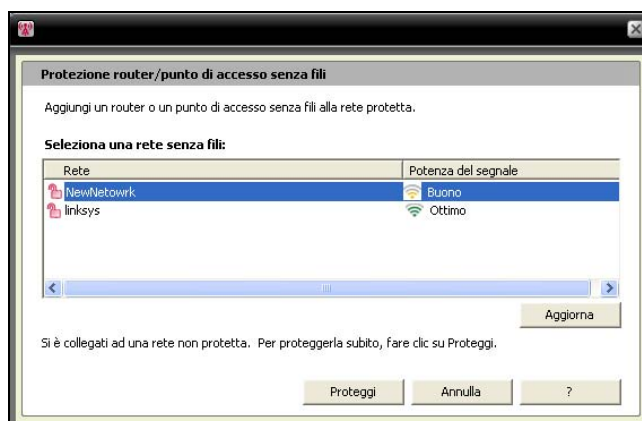 Protezione router/punto di accesso senza fili
Aggiungi un router o un punto di accesso senza fili alla rete protetta.
Seleziona una rete senza fili:
Rete Potenza del segnale
NewNetowrk Buono
linksys Ottimo
Aggiorna
Si è collegati ad una rete non protetta. Per proteggerla subito, fare clic su Proteggi.
Proteggi Annulla ?